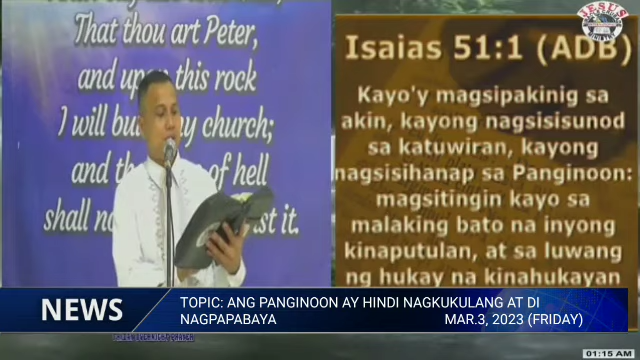 That thou art Peter,
and upon this rock
I will build my church;
and the of hell
shall not st it.
JESUS
Isaias 51:1 (ADB)
Kayo'y magsipakinig sa
akin, kayong nagsisisunod
sa katuwiran, kayong
nagsisihanap sa Panginoon:
magsitingin kayo sa
malaking bato na inyong
kinaputulan, at sa luwang
ng hukay na kinahukayan
NEWS
TOPIC: ANG PANGINOON AY HINDI NAGKUKULANG AT DI
NAGPAPABAYA MAR.3, 2023 (FRIDAY)
01:15 AM